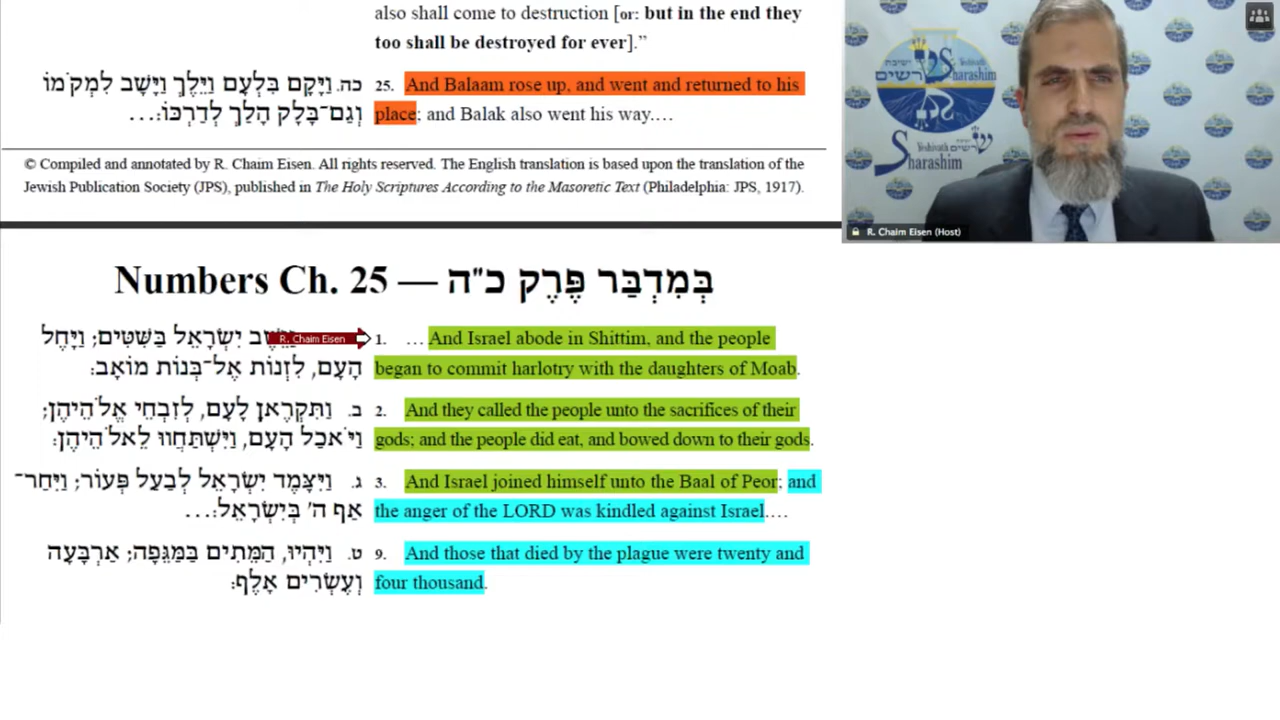 also shall come to destruction [or: but in the end they
too shall be destroyed for ever].”
כה. וַיָּקָם בִּלְעָם וַיֵּלֶךְ וַיָּשָׁב לִמְקֹמוֹ
וְגַם־בָּלָק הָלַךְ לְדַרְכּוֹ:…
25. And Balaam rose up, and went and returned to his
place; and Balak also went his way.…
© Compiled and annotated by R. Chaim Eisen. All rights reserved. The English translation is based upon the translation of the
Jewish Publication Society (JPS), published in The Holy Scriptures According to the Masoretic Text (Philadelphia: JPS, 1917).
Numbers Ch. 25 — בְּמִדְבַּר פֶּרֶק כ״ה
יִשְׂרָאֵל בַּשִּׁטִּים; וַיָּחֶל
הָעָם, לִזְנוֹת אֶל־בְּנוֹת מוֹאָב:
R. Chaim Eisen
1. … And Israel abode in Shittim, and the people
began to commit harlotry with the daughters of Moab.
ב. וַתִּקְרֶאןָ לָעָם, לְזִבְחֵי אֱלֹהֵיהֶן;
וַיֹּאכַל הָעָם, וַיִּשְׁתַּחֲווּ לֵאלֹהֵיהֶן:
2. And they called the people unto the sacrifices of their
gods; and the people did eat, and bowed down to their gods.
ג. וַיִּצָּמֶד יִשְׂרָאֵל לְבַעַל פְּעוֹר; וַיִּחַר־
אַף ה' בְּיִשְׂרָאֵל:…
3. And Israel joined himself unto the Baal of Peor; and
the anger of the LORD was kindled against Israel.…
ט. וַיִּהְיוּ, הַמֵּתִים בַּמַּגֵּפָה; אַרְבָּעָה
וְעֶשְׂרִים אָלֶף:
9. And those that died by the plague were twenty and
four thousand.
ישיבת
שרשים
Sharashim
Yeshivath
Sharashim
R. Chaim Eisen (Host)